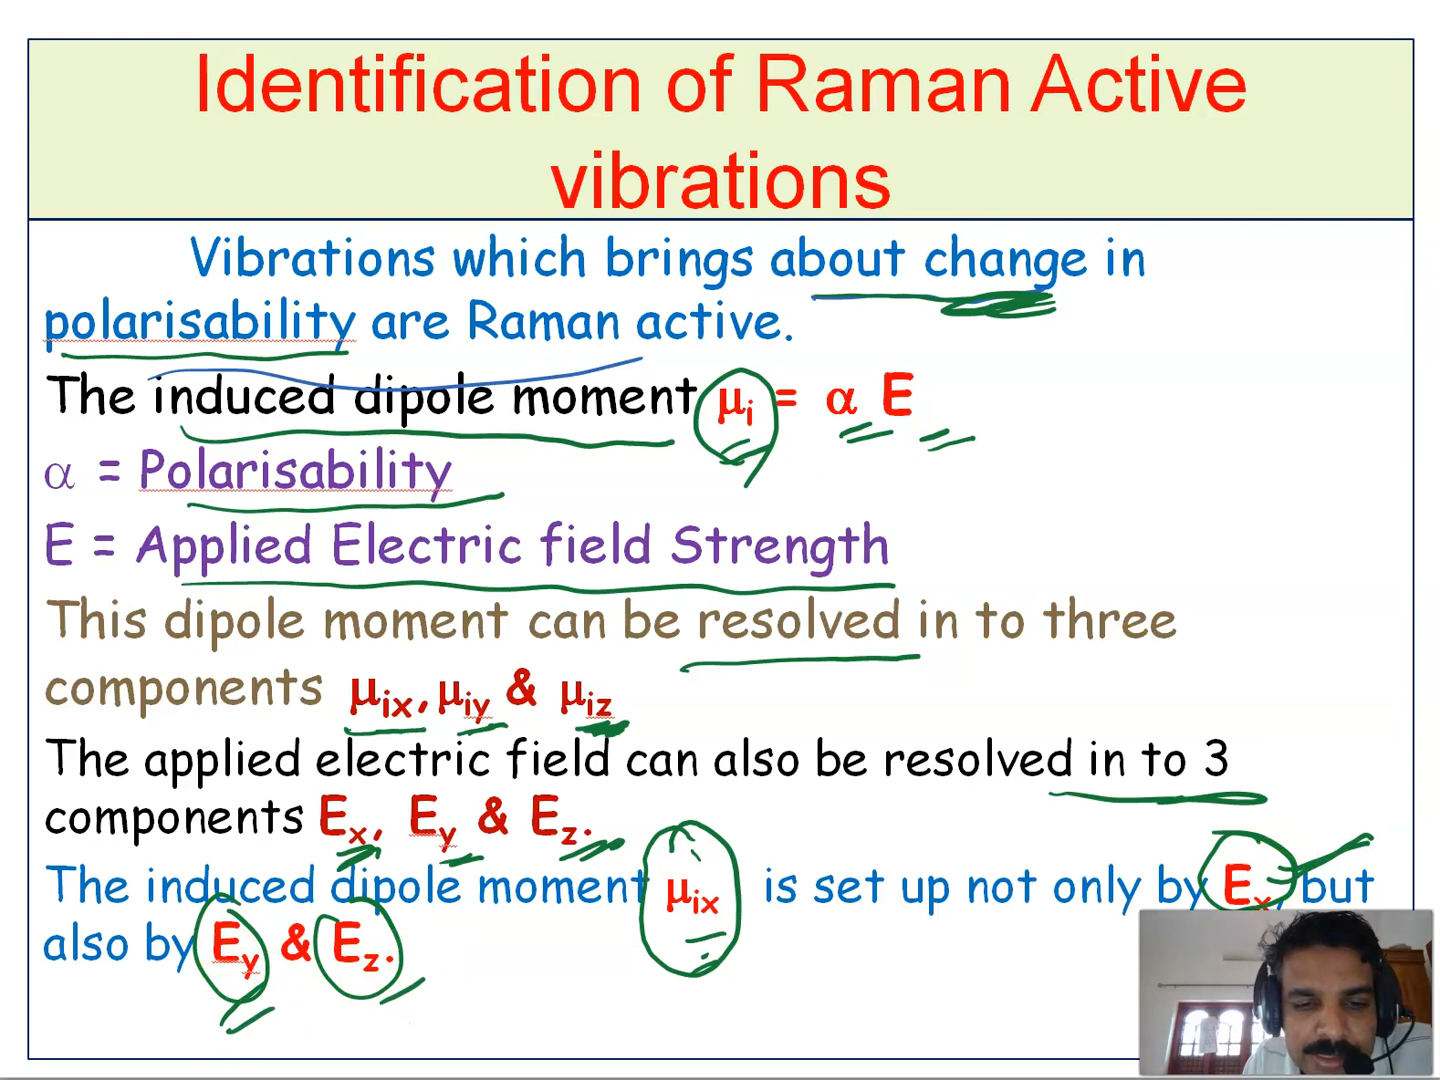 Identification of Raman Active
vibrations
Vibrations which brings about change in
polarisability are Raman active.
The induced dipole moment μi = α E
α = Polarisability
E = Applied Electric field Strength
This dipole moment can be resolved in to three
components μix, μiy & μiz
The applied electric field can also be resolved in to 3
components Ex, Ey & Ez.
The induced dipole moment μix is set up not only by Ex, but
also by Ey & Ez.